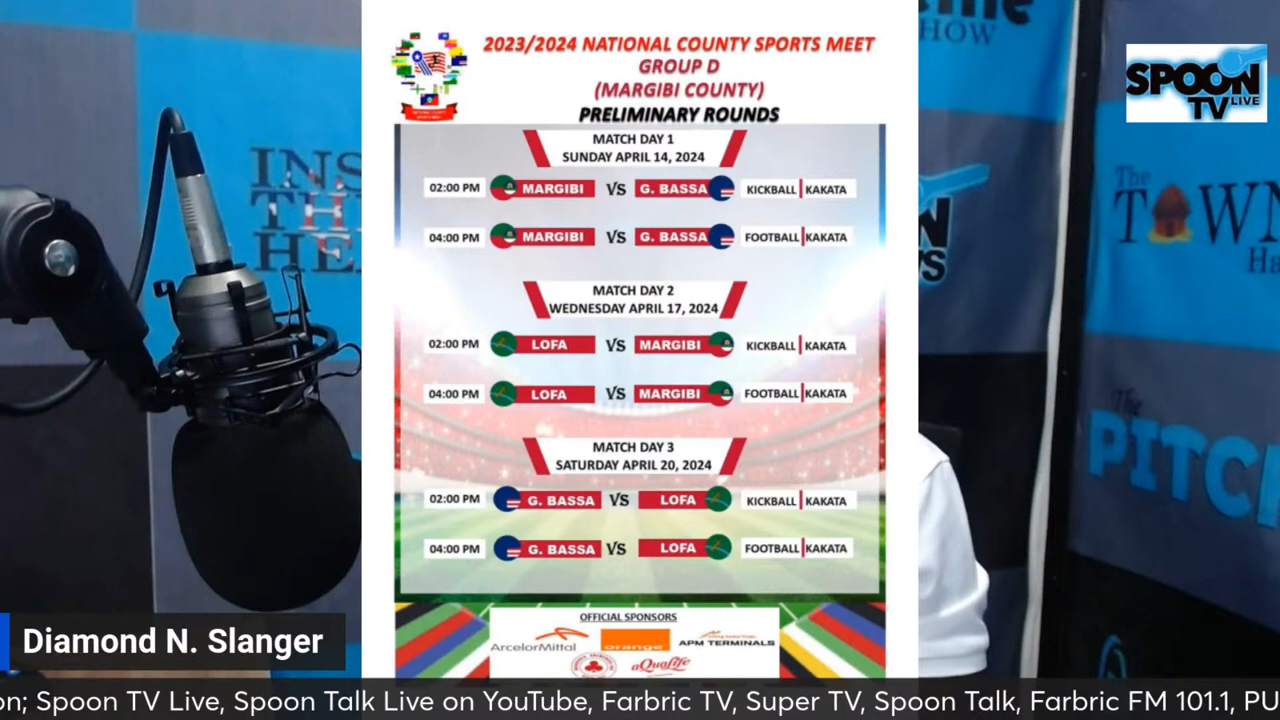 2023/2024 NATIONAL COUNTY SPORTS MEET
GROUP D
(MARGIBI COUNTY)
PRELIMINARY ROUNDS
MATCH DAY 1
SUNDAY APRIL 14, 2024
02:00 PM MARGIBI VS G. BASSA KICKBALL KAKATA
04:00 PM MARGIBI VS G. BASSA FOOTBALL KAKATA
MATCH DAY 2
WEDNESDAY APRIL 17, 2024
02:00 PM LOFA VS MARGIBI KICKBALL KAKATA
04:00 PM LOFA VS MARGIBI FOOTBALL KAKATA
MATCH DAY 3
SATURDAY APRIL 20, 2024
02:00 PM G. BASSA VS LOFA KICKBALL KAKATA
04:00 PM G. BASSA VS LOFA FOOTBALL KAKATA
OFFICIAL SPONSORS
ArcelorMittal
orange
APM TERMINALS
aQualife
INS
TH
HE
HOW
SPOON
TV LIVE
The
TOWN
Ha
N
S
The
PITCH
Diamond N. Slanger
on; Spoon TV Live, Spoon Talk Live on YouTube, Farbric TV, Super TV, Spoon Talk, Farbric FM 101.1, PU